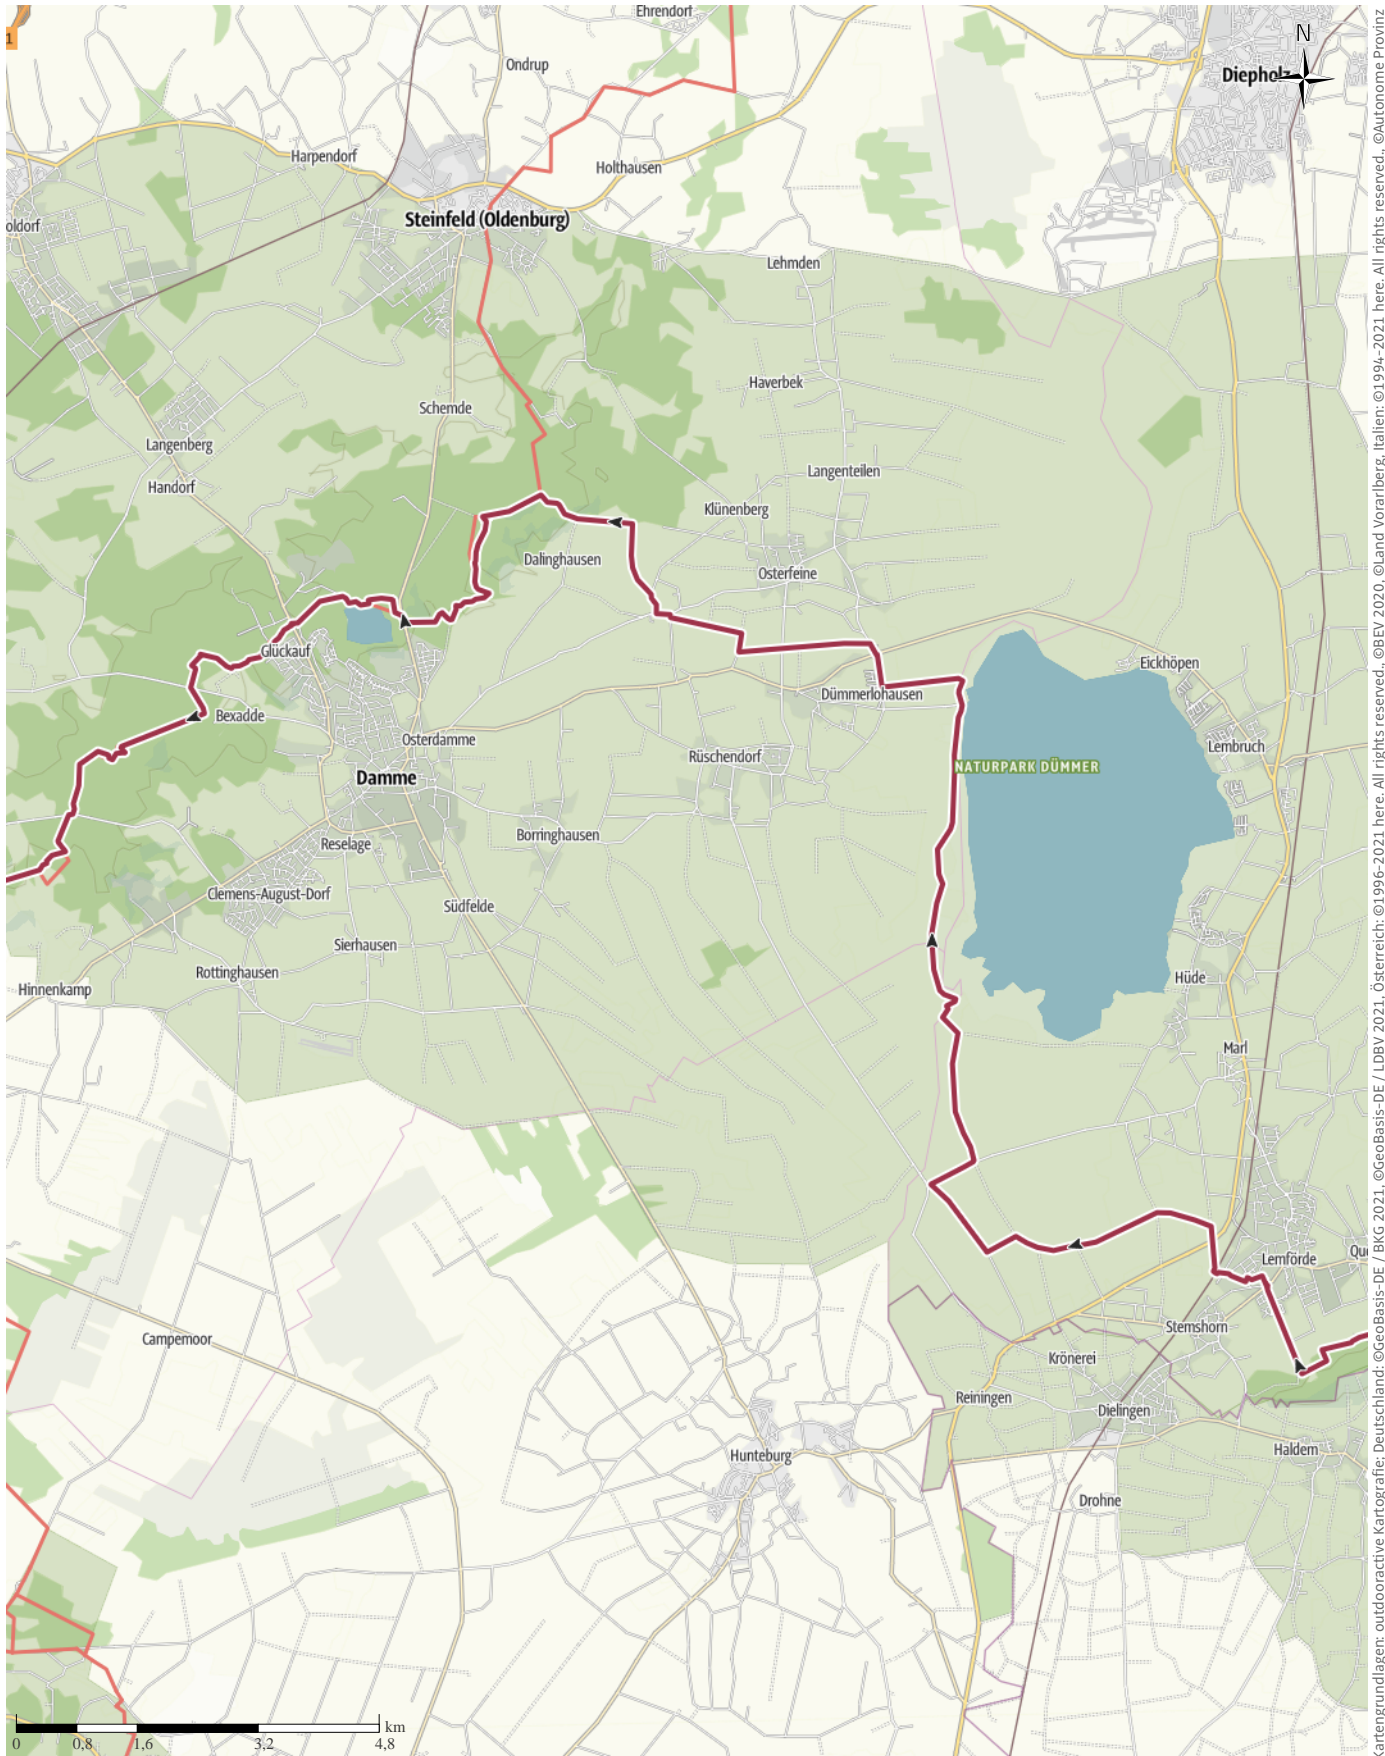 Ehrendorf
N
1
Ondrup
Diepholz
Harpendorf
Holthausen
Steinfeld (Oldenburg)
oldorf
Lehmden
Haverbek
Schemde
Langenberg
Langenteilen
Handorf
Klünenberg
Dalinghausen
Osterfeine
Glückauf
Eickhöpen
Dümmerlohausen
Bexadde
Osterdamme
Lembruch
Rüschendorf
NATURPARK DÜMMER
Damme
Borringhausen
Reselage
Clemens-August-Dorf
Südfelde
Sierhausen
Rottinghausen
Hüde
Hinnenkamp
Marl
Lemförde
Que
Stemshorn
Campemoor
Krönerei
Reiningen
Dielingen
Haldem
Hunteburg
Drohne
km
0 0,8 1,6 3,2 4,8
artengrundlagen: outdooractive Kartografie; Deutschland: ©GeoBasis-DE / BKG 2021, ©GeoBasis-DE / LDBV 2021, Österreich: ©1996-2021 here. All rights reserved., ©BEV 2020, ©Land Vorarlberg, Italien: ©1994-2021 here. All rights reserved., ©Autonome Provinz